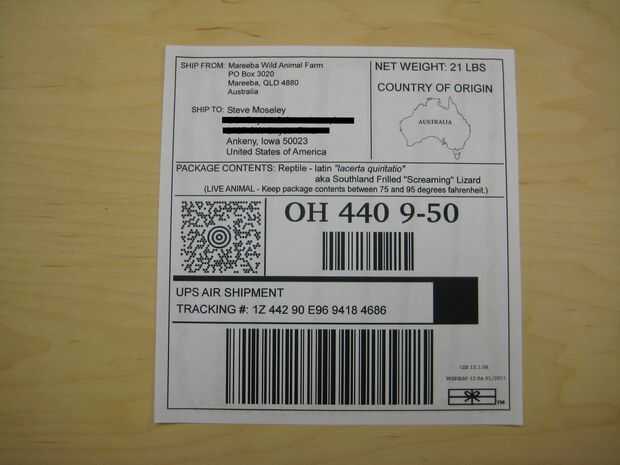 SHIP FROM: Mareeba Wild Animal Farm
PO Box 3020
Mareeba, QLD 4880
Australia
SHIP TO: Steve Moseley
Ankeny, Iowa 50023
United States of America
NET WEIGHT: 21 LBS
COUNTRY OF ORIGIN
AUSTRALIA
PACKAGE CONTENTS: Reptile - latin "lacerta quiritatio"
aka Southland Frilled "Screaming" Lizard
(LIVE ANIMAL - Keep package contents between 75 and 95 degrees fahrenheit.)
OH 440 9-50
UPS AIR SHIPMENT
TRACKING #: 1Z 442 90 E96 9418 4686
TM